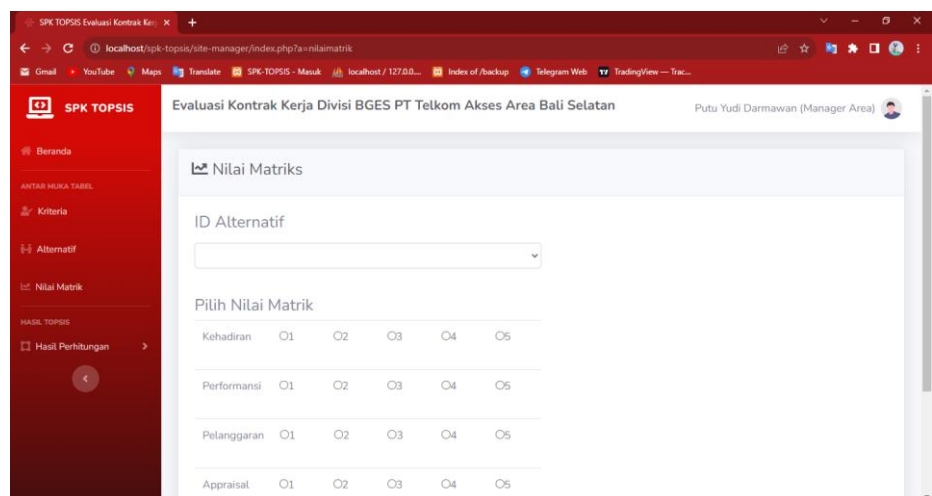 SPK TOPSIS Evaluasi Kontrak Kerj
localhost/spk-topsis/site-manager/index.php?a=nilaimatrik
Gmail YouTube Maps Translate SPK-TOPSIS - Masuk localhost / 127.0.0.... Index of /backup Telegram Web TradingView — Trac...
SPK TOPSIS
Evaluasi Kontrak Kerja Divisi BGES PT Telkom Akses Area Bali Selatan
Putu Yudi Darmawan (Manager Area)
Beranda
ANTAR MUKA TABEL
Kriteria
Alternatif
Nilai Matrik
HASIL TOPSIS
Hasil Perhitungan
Nilai Matriks
ID Alternatif
Pilih Nilai Matrik
Kehadiran 1 2 3 4 5
Performansi 1 2 3 4 5
Pelanggaran 1 2 3 4 5
Appraisal 1 2 3 4 5